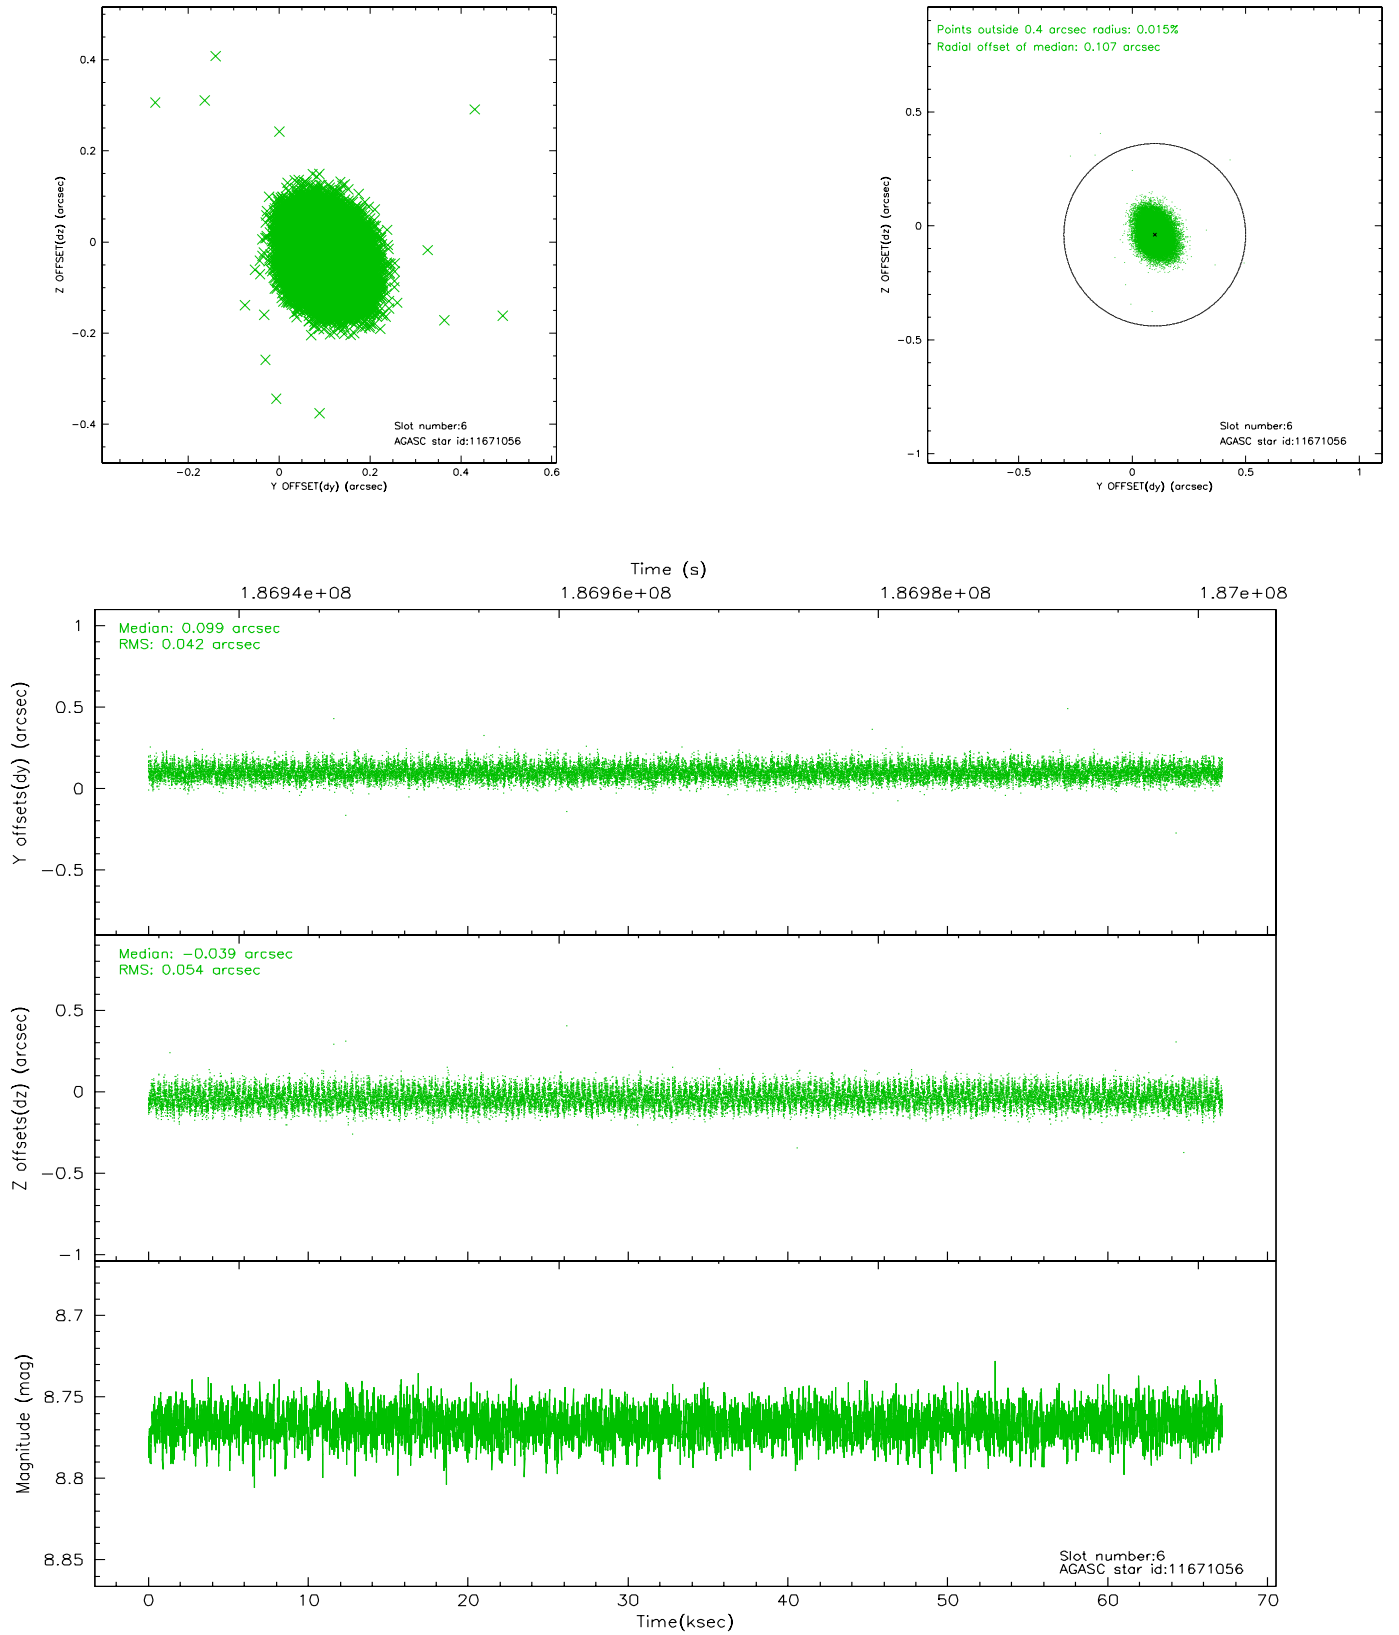 0.4
0.2
0
−0.2
−0.4
Z OFFSET(dz) (arcsec)
Slot number:6
AGASC star id:11671056
−0.2 0 0.2 0.4 0.6
Y OFFSET(dy) (arcsec)
Points outside 0.4 arcsec radius: 0.015%
Radial offset of median: 0.107 arcsec
0.5
0
−0.5
−1
Z OFFSET(dz) (arcsec)
Slot number:6
AGASC star id:11671056
−0.5 0 0.5 1
Y OFFSET(dy) (arcsec)
Time (s)
1.8694e+08 1.8696e+08 1.8698e+08 1.87e+08
Median: 0.099 arcsec
RMS: 0.042 arcsec
1
0.5
0
−0.5
Y offsets(dy) (arcsec)
Median: −0.039 arcsec
RMS: 0.054 arcsec
0.5
0
−0.5
−1
Z offsets(dz) (arcsec)
8.7
8.75
8.8
8.85
Magnitude (mag)
Slot number:6
AGASC star id:11671056
0 10 20 30 40 50 60 70
Time(ksec)